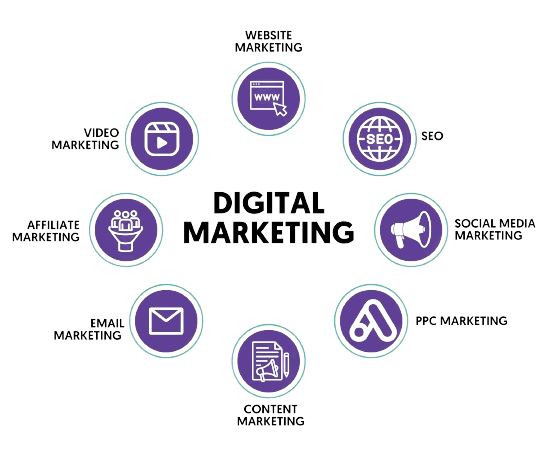 WEBSITE
MARKETING
WWW
VIDEO
MARKETING
SEO
SEO
AFFILIATE
MARKETING
DIGITAL
MARKETING
SOCIAL MEDIA
MARKETING
EMAIL
MARKETING
PPC MARKETING
CONTENT
MARKETING